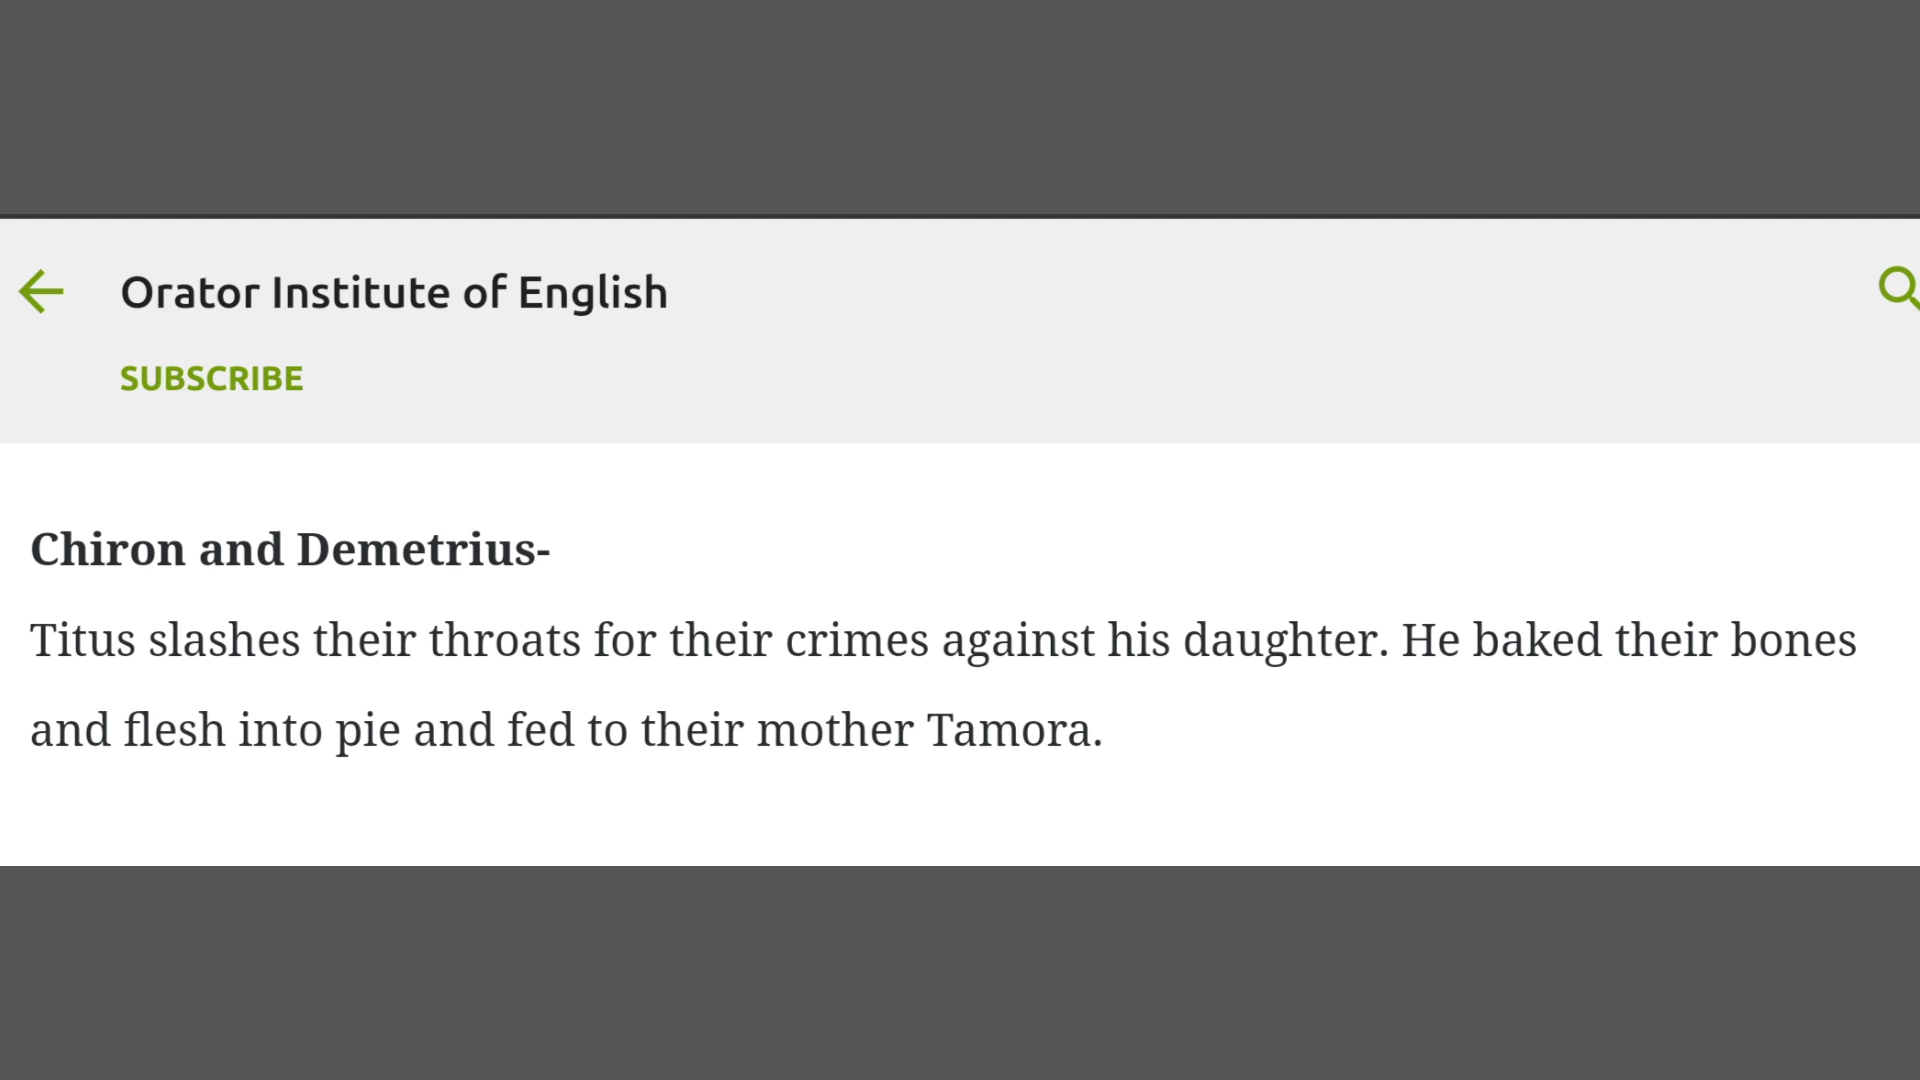 Orator Institute of English
SUBSCRIBE
Chiron and Demetrius-
Titus slashes their throats for their crimes against his daughter. He baked their bones
and flesh into pie and fed to their mother Tamora.